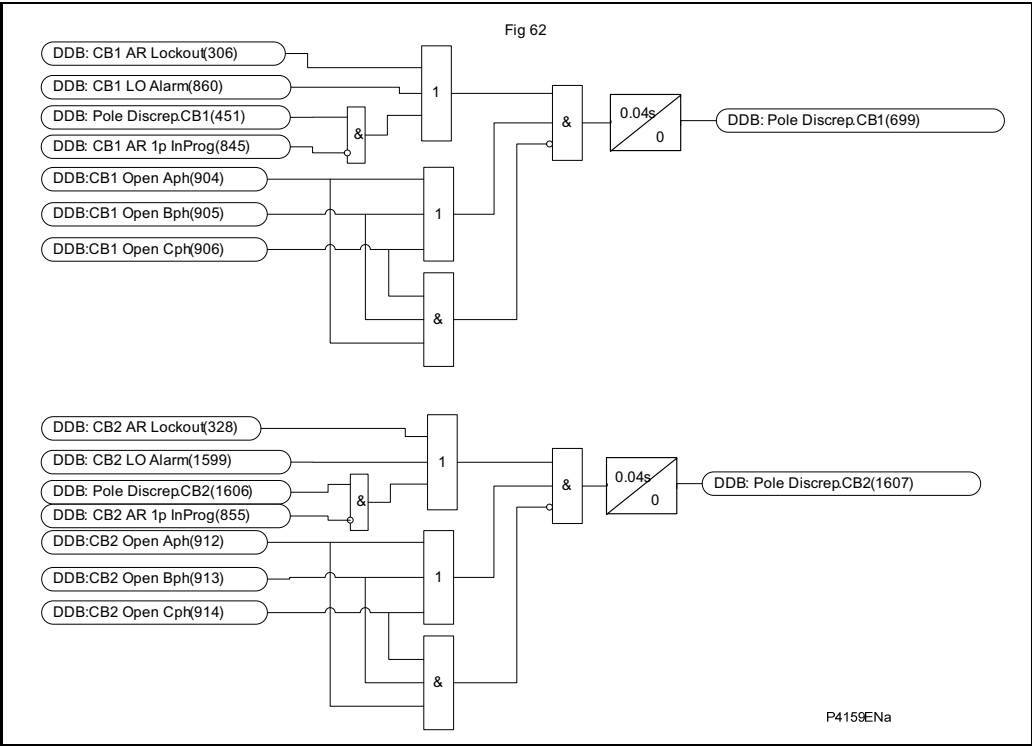 Fig 62
DDB: CB1 AR Lockout(306)
DDB: CB1 LO Alarm(860)
DDB: Pole Discrep.CB1(451)
DDB: CB1 AR 1p InProg(845)
DDB:CB1 Open Aph(904)
DDB:CB1 Open Bph(905)
DDB:CB1 Open Cph(906)
&
1
1
&
&
0.04s
0
DDB: Pole Discrep.CB1(699)
DDB: CB2 AR Lockout(328)
DDB: CB2 LO Alarm(1599)
DDB: Pole Discrep.CB2(1606)
DDB: CB2 AR 1p InProg(855)
DDB:CB2 Open Aph(912)
DDB:CB2 Open Bph(913)
DDB:CB2 Open Cph(914)
&
1
1
&
&
0.04s
0
DDB: Pole Discrep.CB2(1607)
P4159ENa